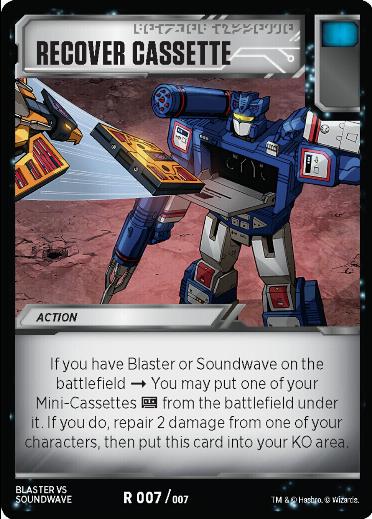 RECOVER CASSETTE
ACTION
If you have Blaster or Soundwave on the
battlefield → You may put one of your
Mini-Cassettes from the battlefield under
it. If you do, repair 2 damage from one of your
characters, then put this card into your KO area.
BLASTER VS
SOUNDWAVE
R 007/007
TM & © Hasbro. © Wizards.